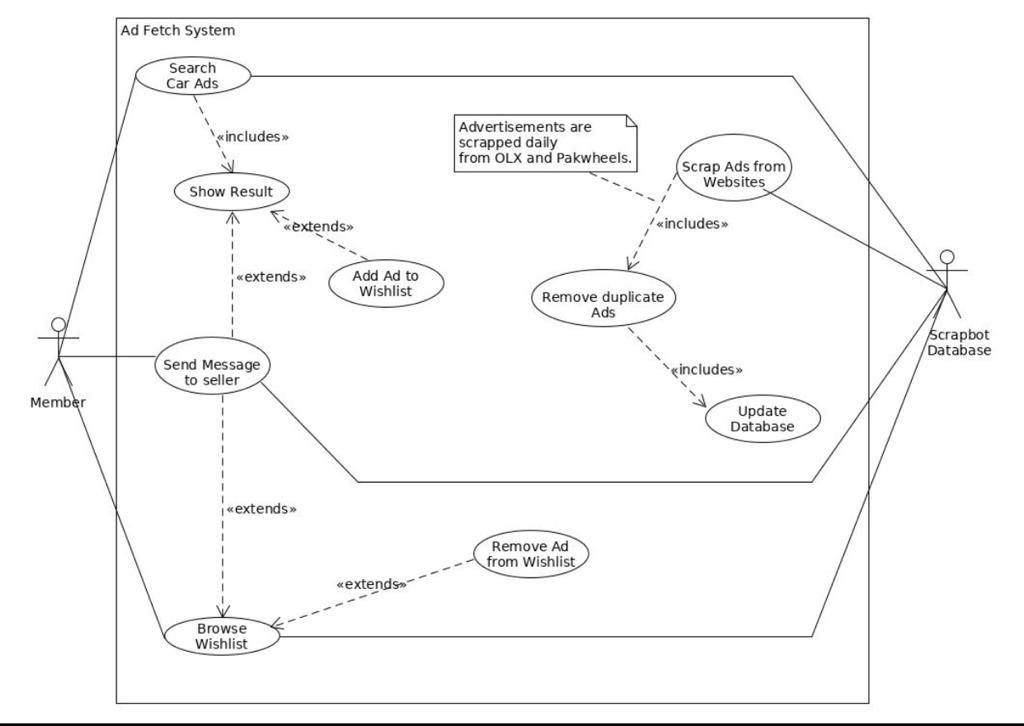 Ad Fetch System
Search
Car Ads
«includes»
Advertisements are
scrapped daily
from OLX and Pakwheels.
Scrap Ads from
Websites
Show Result
«extends»
«includes»
«extends»
Add Ad to
Wishlist
Remove duplicate
Ads
Scrapbot
Database
Send Message
to seller
«includes»
Member
Update
Database
«extends»
Remove Ad
from Wishlist
«extends»
Browse
Wishlist